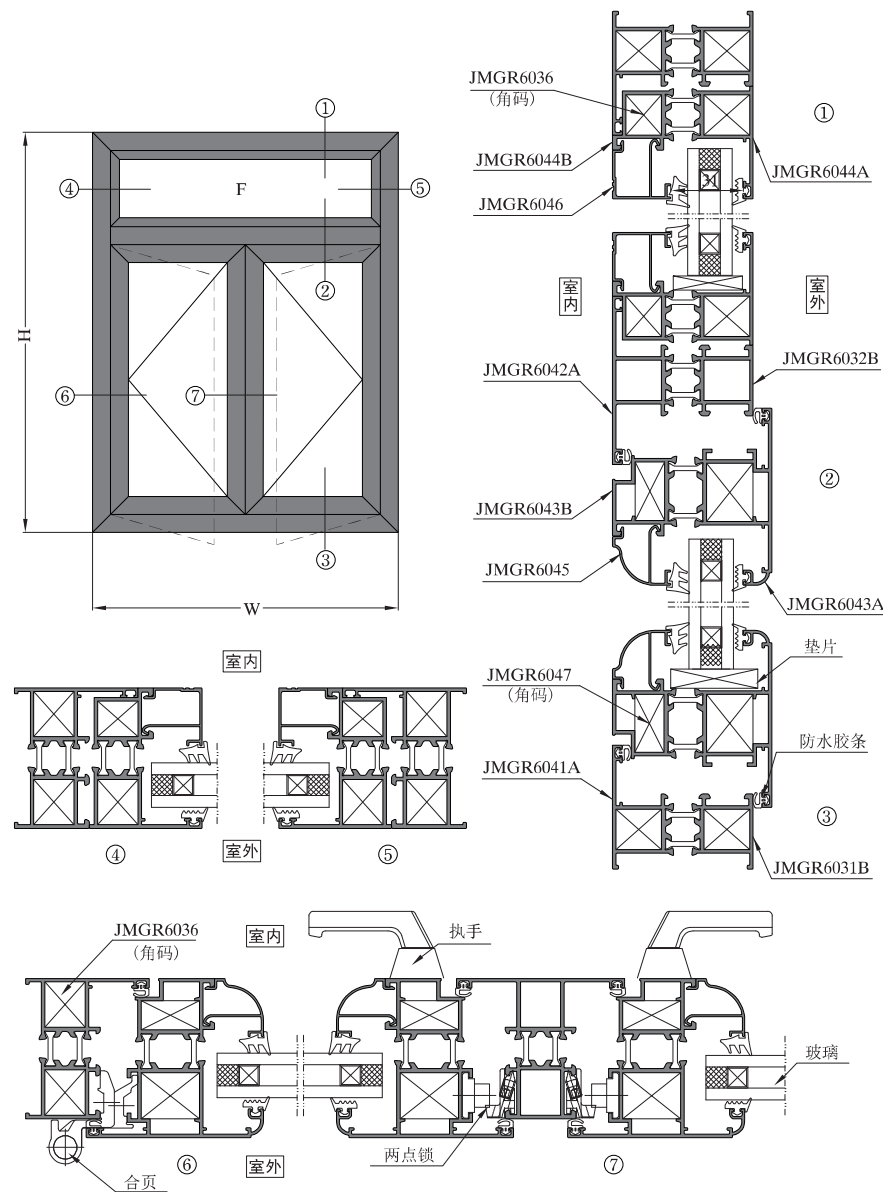 ①
④
F
⑤
②
H
⑥
⑦
③
W
JMGR6036
(角码)
①
JMGR6044B
JMGR6044A
JMGR6046
31
室内
室外
JMGR6042A
JMGR6032B
②
JMGR6043B
JMGR6045
JMGR6043A
垫片
JMGR6047
(角码)
防水胶条
JMGR6041A
③
JMGR6031B
室内
④
室外
⑤
JMGR6036
(角码)
室内
执手
玻璃
两点锁
⑥
室外
⑦
合页